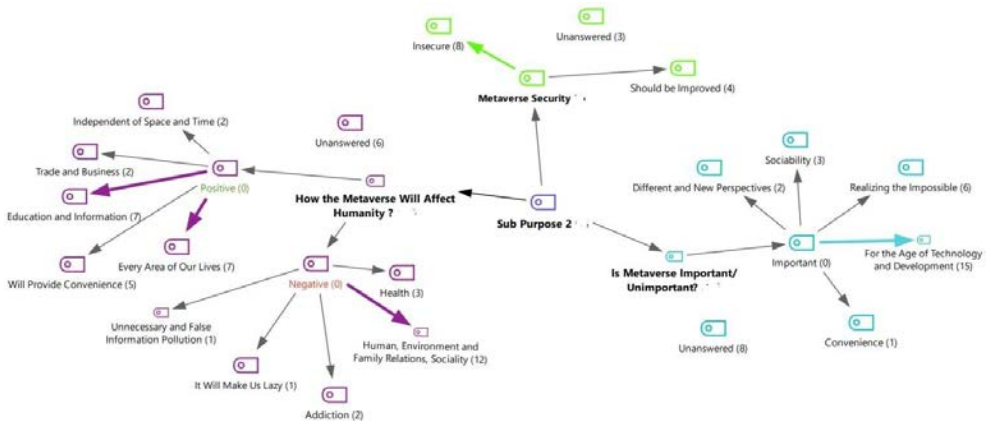 Insecure (8)
Unanswered (3)
Metaverse Security
Should be Improved (4)
Independent of Space and Time (2)
Unanswered (6)
Trade and Business (2)
Positive (0)
Education and Information (7)
How the Metaverse Will Affect
Humanity ?
Every Area of Our Lives (7)
Will Provide Convenience (5)
Sub Purpose 2
Sociability (3)
Different and New Perspectives (2)
Realizing the Impossible (6)
Important (0)
For the Age of Technology
and Development (15)
Is Metaverse Important/
Unimportant?
Unanswered (8)
Convenience (1)
Negative (0)
Health (3)
Unnecessary and False
Information Pollution (1)
Human, Environment and
Family Relations, Sociality (12)
It Will Make Us Lazy (1)
Addiction (2)